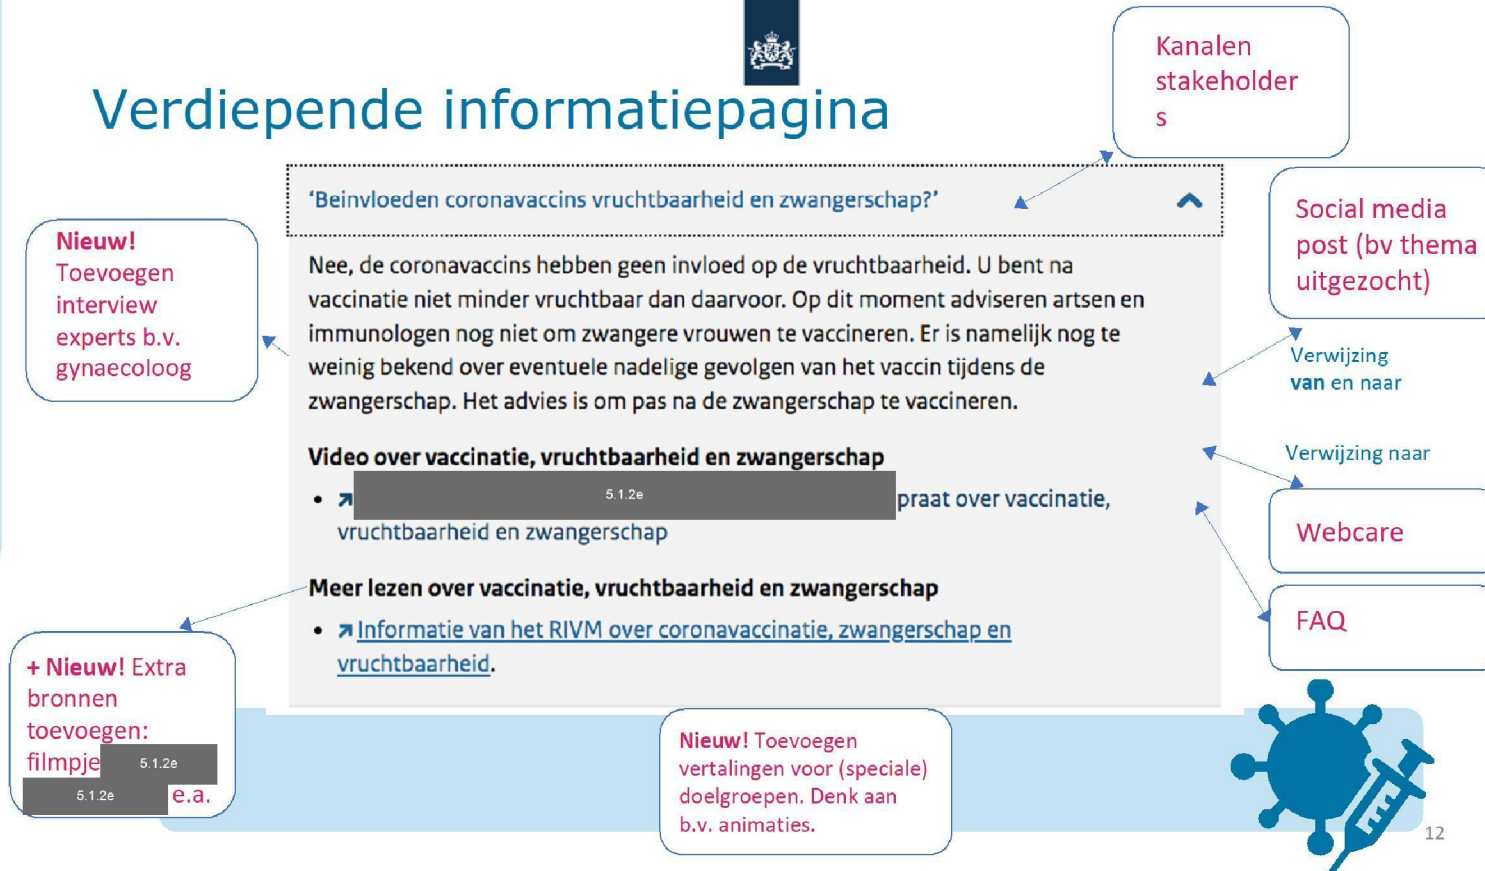 Verdiepende informatiepagina
Kanalen
stakeholder
s
'Beinvloeden coronavaccins vruchtbaarheid en zwangerschap?'
Nee, de coronavaccins hebben geen invloed op de vruchtbaarheid. U bent na
vaccinatie niet minder vruchtbaar dan daarvoor. Op dit moment adviseren artsen en
immunologen nog niet om zwangere vrouwen te vaccineren. Er is namelijk nog te
weinig bekend over eventuele nadelige gevolgen van het vaccin tijdens de
zwangerschap. Het advies is om pas na de zwangerschap te vaccineren.
Video over vaccinatie, vruchtbaarheid en zwangerschap
5.1.2e praat over vaccinatie,
vruchtbaarheid en zwangerschap
Meer lezen over vaccinatie, vruchtbaarheid en zwangerschap
Informatie van het RIVM over coronavaccinatie, zwangerschap en
vruchtbaarheid.
Nieuw!
Toevoegen
interview
experts b.v.
gynaecoloog
+ Nieuw! Extra
bronnen
toevoegen:
filmpje 5.1.2e
5.1.2e e.a.
Nieuw! Toevoegen
vertalingen voor (speciale)
doelgroepen. Denk aan
b.v. animaties.
Social media
post (bv thema
uitgezocht)
Verwijzing
van en naar
Verwijzing naar
Webcare
FAQ
12